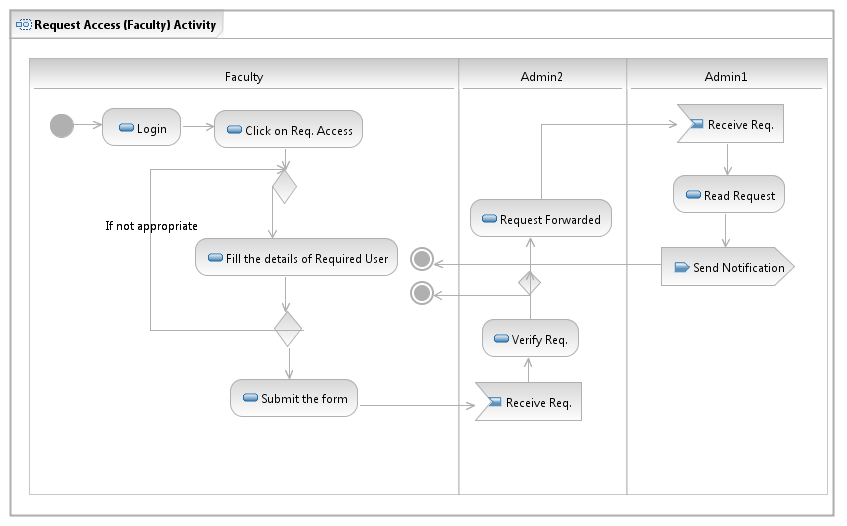 Request Access (Faculty) Activity
Faculty
Admin2
Admin1
Login
Click on Req. Access
Receive Req.
Read Request
Request Forwarded
If not appropriate
Fill the details of Required User
Send Notification
Verify Req.
Submit the form
Receive Req.